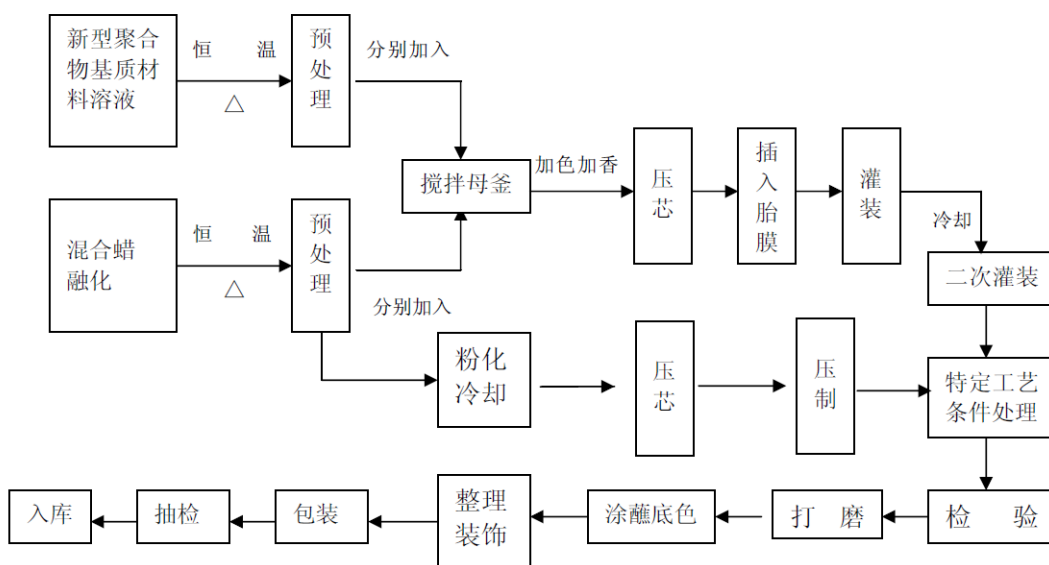 新型聚合
物基质材
料溶液
恒 温
△
预
处
理
分别加入
搅拌母釜
加色加香
压
芯
插
入
胎
膜
灌
装
冷却
二次灌装
混合蜡
融化
恒 温
△
预
处
理
分别加入
粉化
冷却
压
芯
压
制
特定工艺
条件处理
入库
抽检
包装
整理
装饰
涂蘸底色
打 磨
检 验